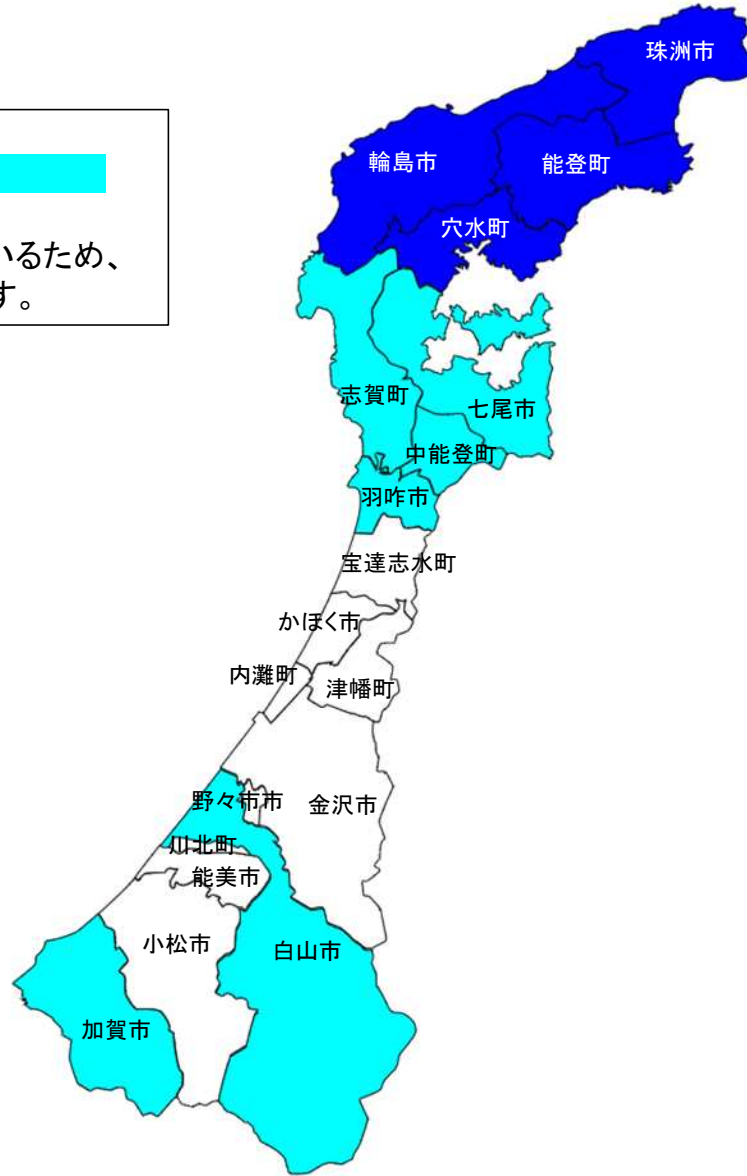 珠洲市
輪島市
能登町
穴水町
いるため、
す。
志賀町
七尾市
中能登町
羽咋市
宝達志水町
かほく市
内灘町
津幡町
野々市市
金沢市
川北町
能美市
小松市
白山市
加賀市